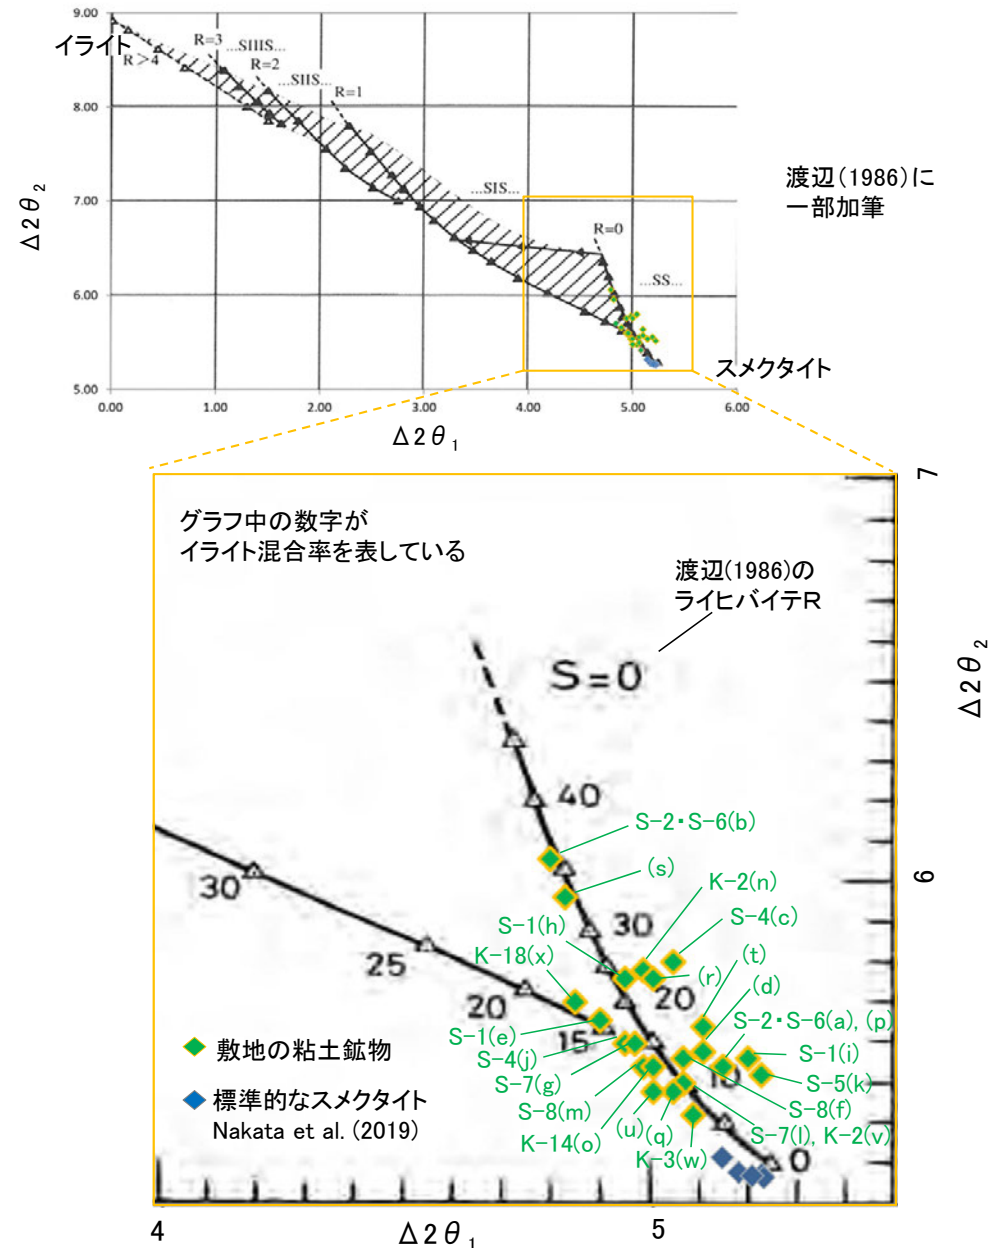 9.00
8.00
7.00
6.00
5.00
0.00
1.00
2.00
3.00
4.00
5.00
6.00
Δ2θ2
Δ2θ1
イライト
R>4
R=3
...SIIIS...
R=2
...SIIS...
R=1
...SIS...
R=0
...SS...
スメクタイト
渡辺(1986)に
一部加筆
グラフ中の数字が
イライト混合率を表している
渡辺(1986)の
ライヒバイテR
S=0
40
30
20
10
0
30
25
20
15
S-2・S-6(b)
(s)
K-2(n)
S-4(c)
S-1(h)
K-18(x)
(r)
(t)
(d)
S-2・S-6(a), (p)
S-1(i)
S-5(k)
S-8(f)
S-7(l), K-2(v)
S-1(e)
S-4(j)
S-7(g)
S-8(m)
K-14(o)
(u)
(q)
K-3(w)
敷地の粘土鉱物
標準的なスメクタイト
Nakata et al. (2019)
7
6
Δ2θ2
4
5
Δ2θ1